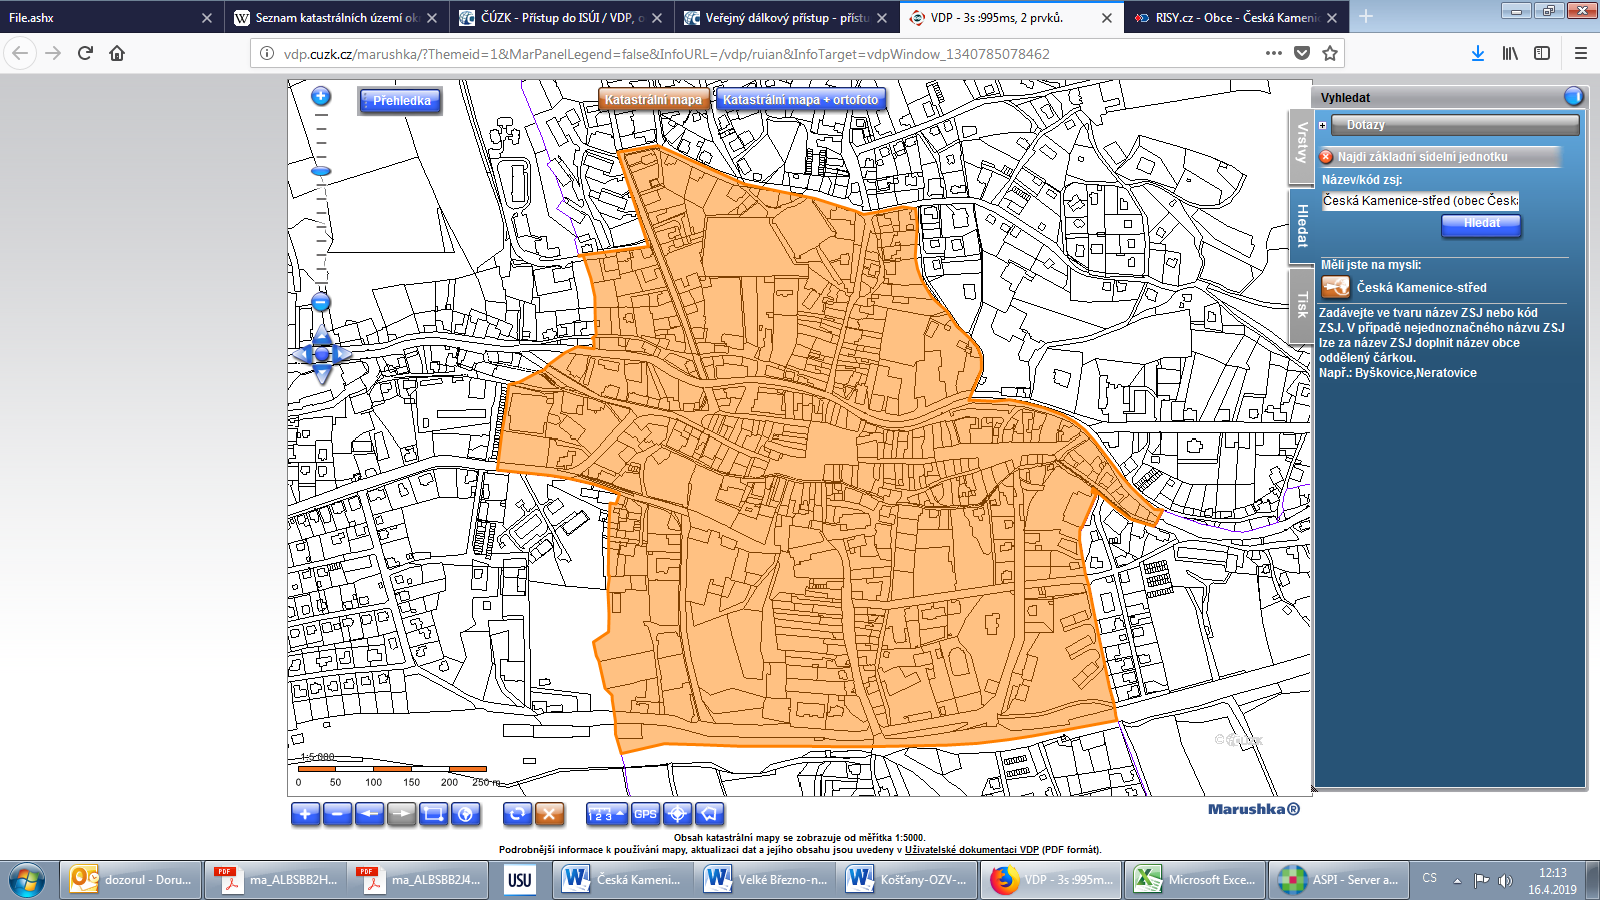 File.ashx
Seznam katastrálních území okr
ČÚZK - Přístup do ISÚI / VDP, o
Veřejný dálkový přístup - přístu
VDP - 3s :995ms, 2 prvků.
RISY.cz - Obce - Česká Kamenic
vdp.cuzk.cz/marushka/?Themeid=1&MarPanelLegend=false&InfoURL=/vdp/ruian&InfoTarget=vdpWindow_1340785078462
Přehledka
Katastrální mapa
Katastrální mapa + ortofoto
Vyhledat
Vrstvy
Hledat
Tisk
Dotazy
Najdi základní sídelní jednotku
Název/kód zsj:
Česká Kamenice-střed (obec Česká
Hledat
Měli jste na mysli:
Česká Kamenice-střed
Zadávejte ve tvaru název ZSJ nebo kód
ZSJ. V případě nejednoznačného názvu ZSJ
lze za název ZSJ doplnit název obce
oddělený čárkou.
Např.: Byškovice,Neratovice
1:5 000
0 50 100 150 200 250 m
© ČÚZK
1 2 3
GPS
Marushka®
Obsah katastrální mapy se zobrazuje od měřítka 1:5000.
Podrobnější informace k používání mapy, aktualizaci dat a jejího obsahu jsou uvedeny v Uživatelské dokumentaci VDP (PDF formát).
dozorul - Doru...
ma_ALBSBB2H...
ma_ALBSBB2J4...
USU
Česká Kameni...
Velké Březno-n...
Košťany-OZV-...
VDP - 3s :995m...
Microsoft Exce...
ASPI - Server a...
CS
12:13
16.4.2019